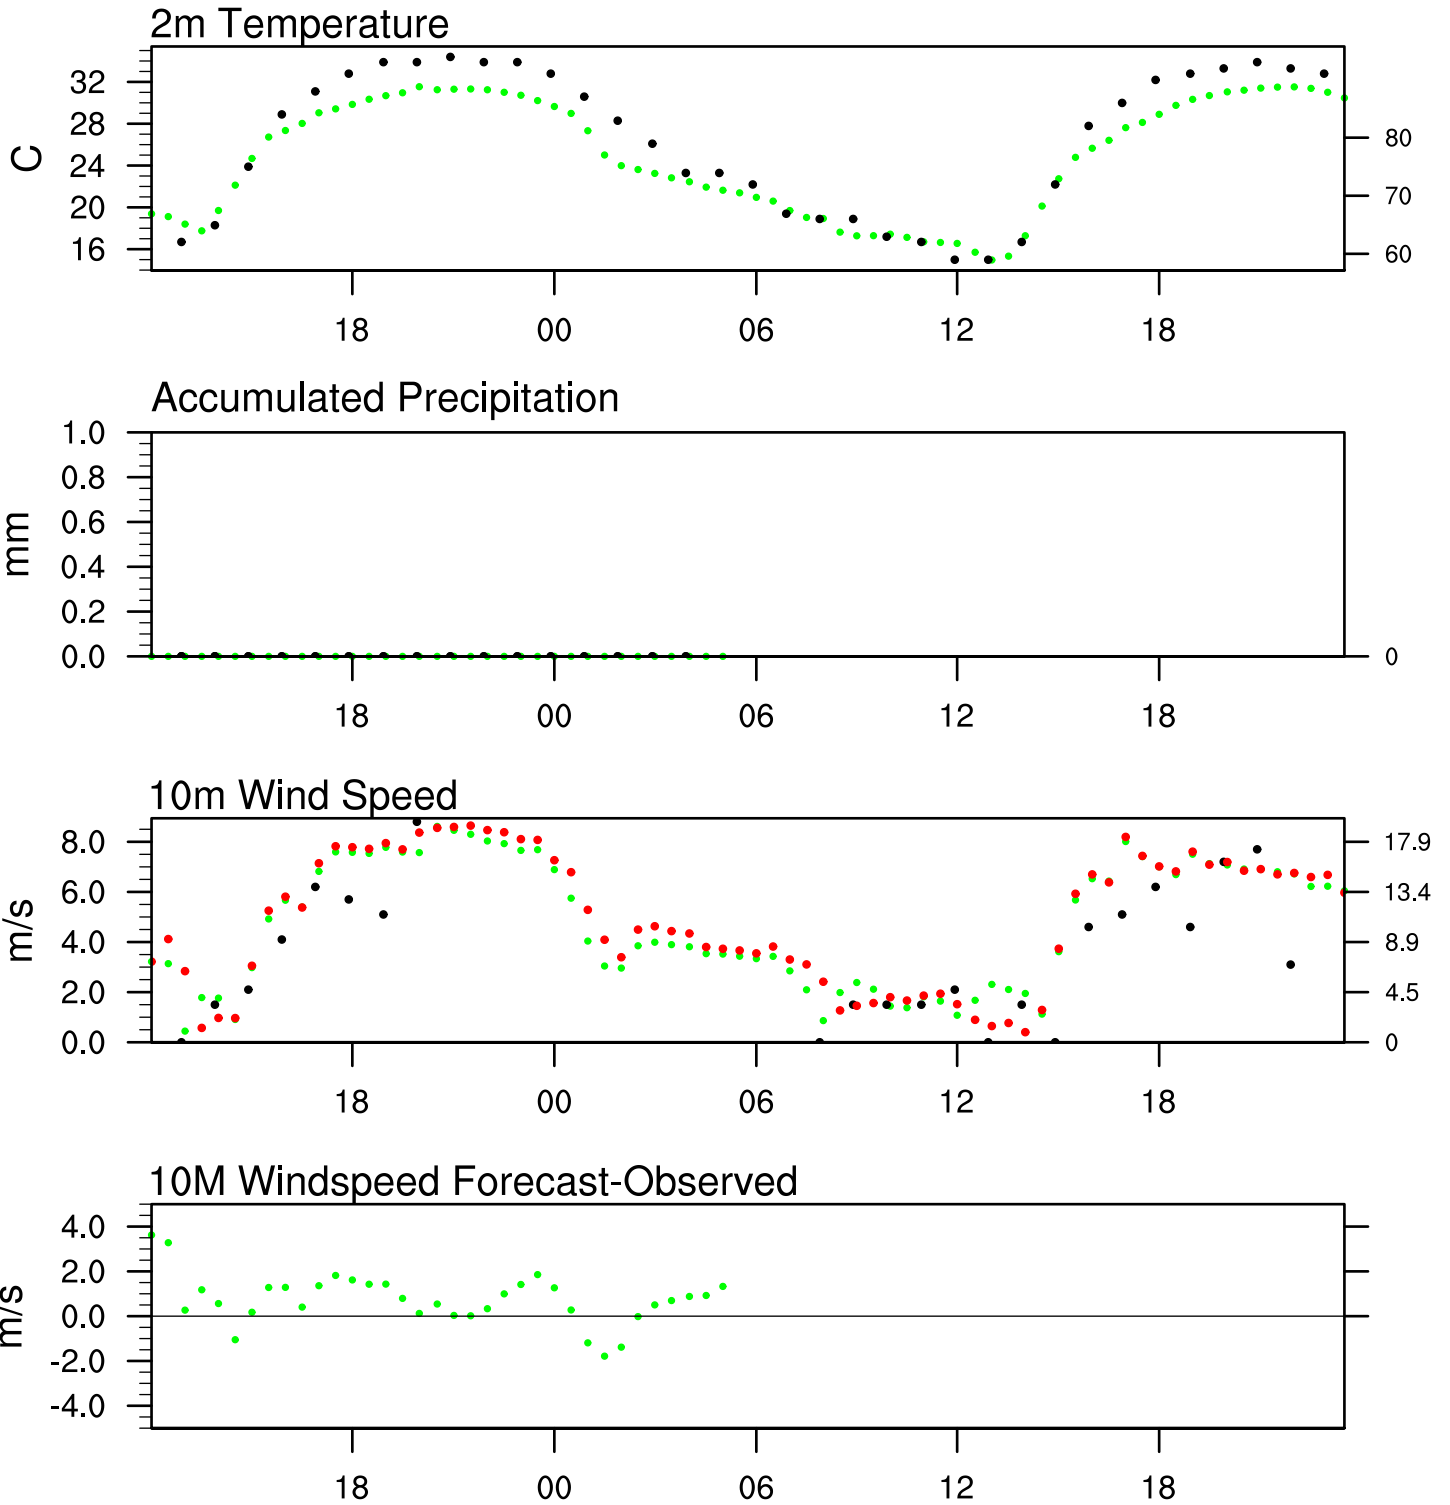 2m Temperature
32
28
24
20
16
C
80
70
60
18 00 06 12 18
Accumulated Precipitation
1.0
0.8
0.6
0.4
0.2
0.0
mm
0
18 00 06 12 18
10m Wind Speed
8.0
6.0
4.0
2.0
0.0
m/s
17.9
13.4
8.9
4.5
0
18 00 06 12 18
10M Windspeed Forecast-Observed
4.0
2.0
0.0
-2.0
-4.0
m/s
18 00 06 12 18